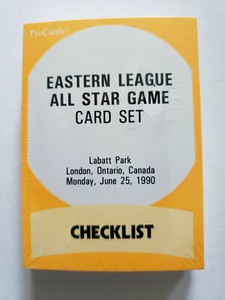 ProCards
EASTERN LEAGUE
ALL STAR GAME
CARD SET
Labatt Park
London, Ontario, Canada
Monday, June 25, 1990
CHECKLIST